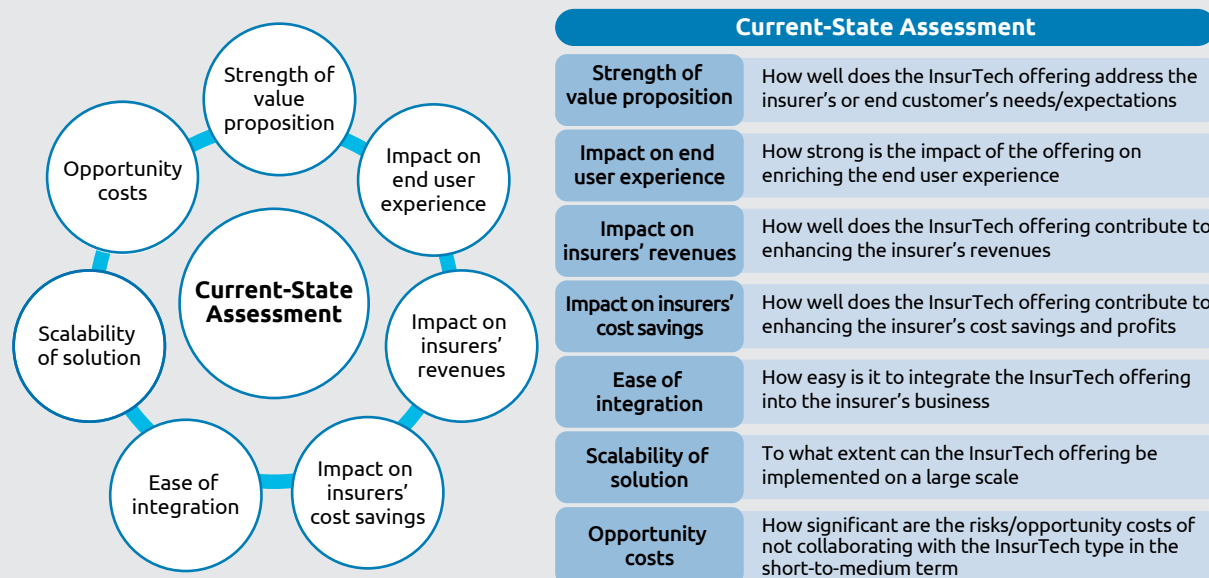 Strength of
value
proposition
Impact on
end user
experience
Impact on
insurers’
revenues
Impact on
insurers’
cost savings
Ease of
integration
Scalability
of solution
Opportunity
costs
Current-State
Assessment
Current-State Assessment
Strength of
value proposition
How well does the InsurTech offering address the
insurer’s or end customer’s needs/expectations
Impact on end
user experience
How strong is the impact of the offering on
enriching the end user experience
Impact on
insurers’ revenues
How well does the InsurTech offering contribute to
enhancing the insurer’s revenues
Impact on insurers’
cost savings
How well does the InsurTech offering contribute to
enhancing the insurer’s cost savings and profits
Ease of
integration
How easy is it to integrate the InsurTech offering
into the insurer’s business
Scalability of
solution
To what extent can the InsurTech offering be
implemented on a large scale
Opportunity
costs
How significant are the risks/opportunity costs of
not collaborating with the InsurTech type in the
short-to-medium term